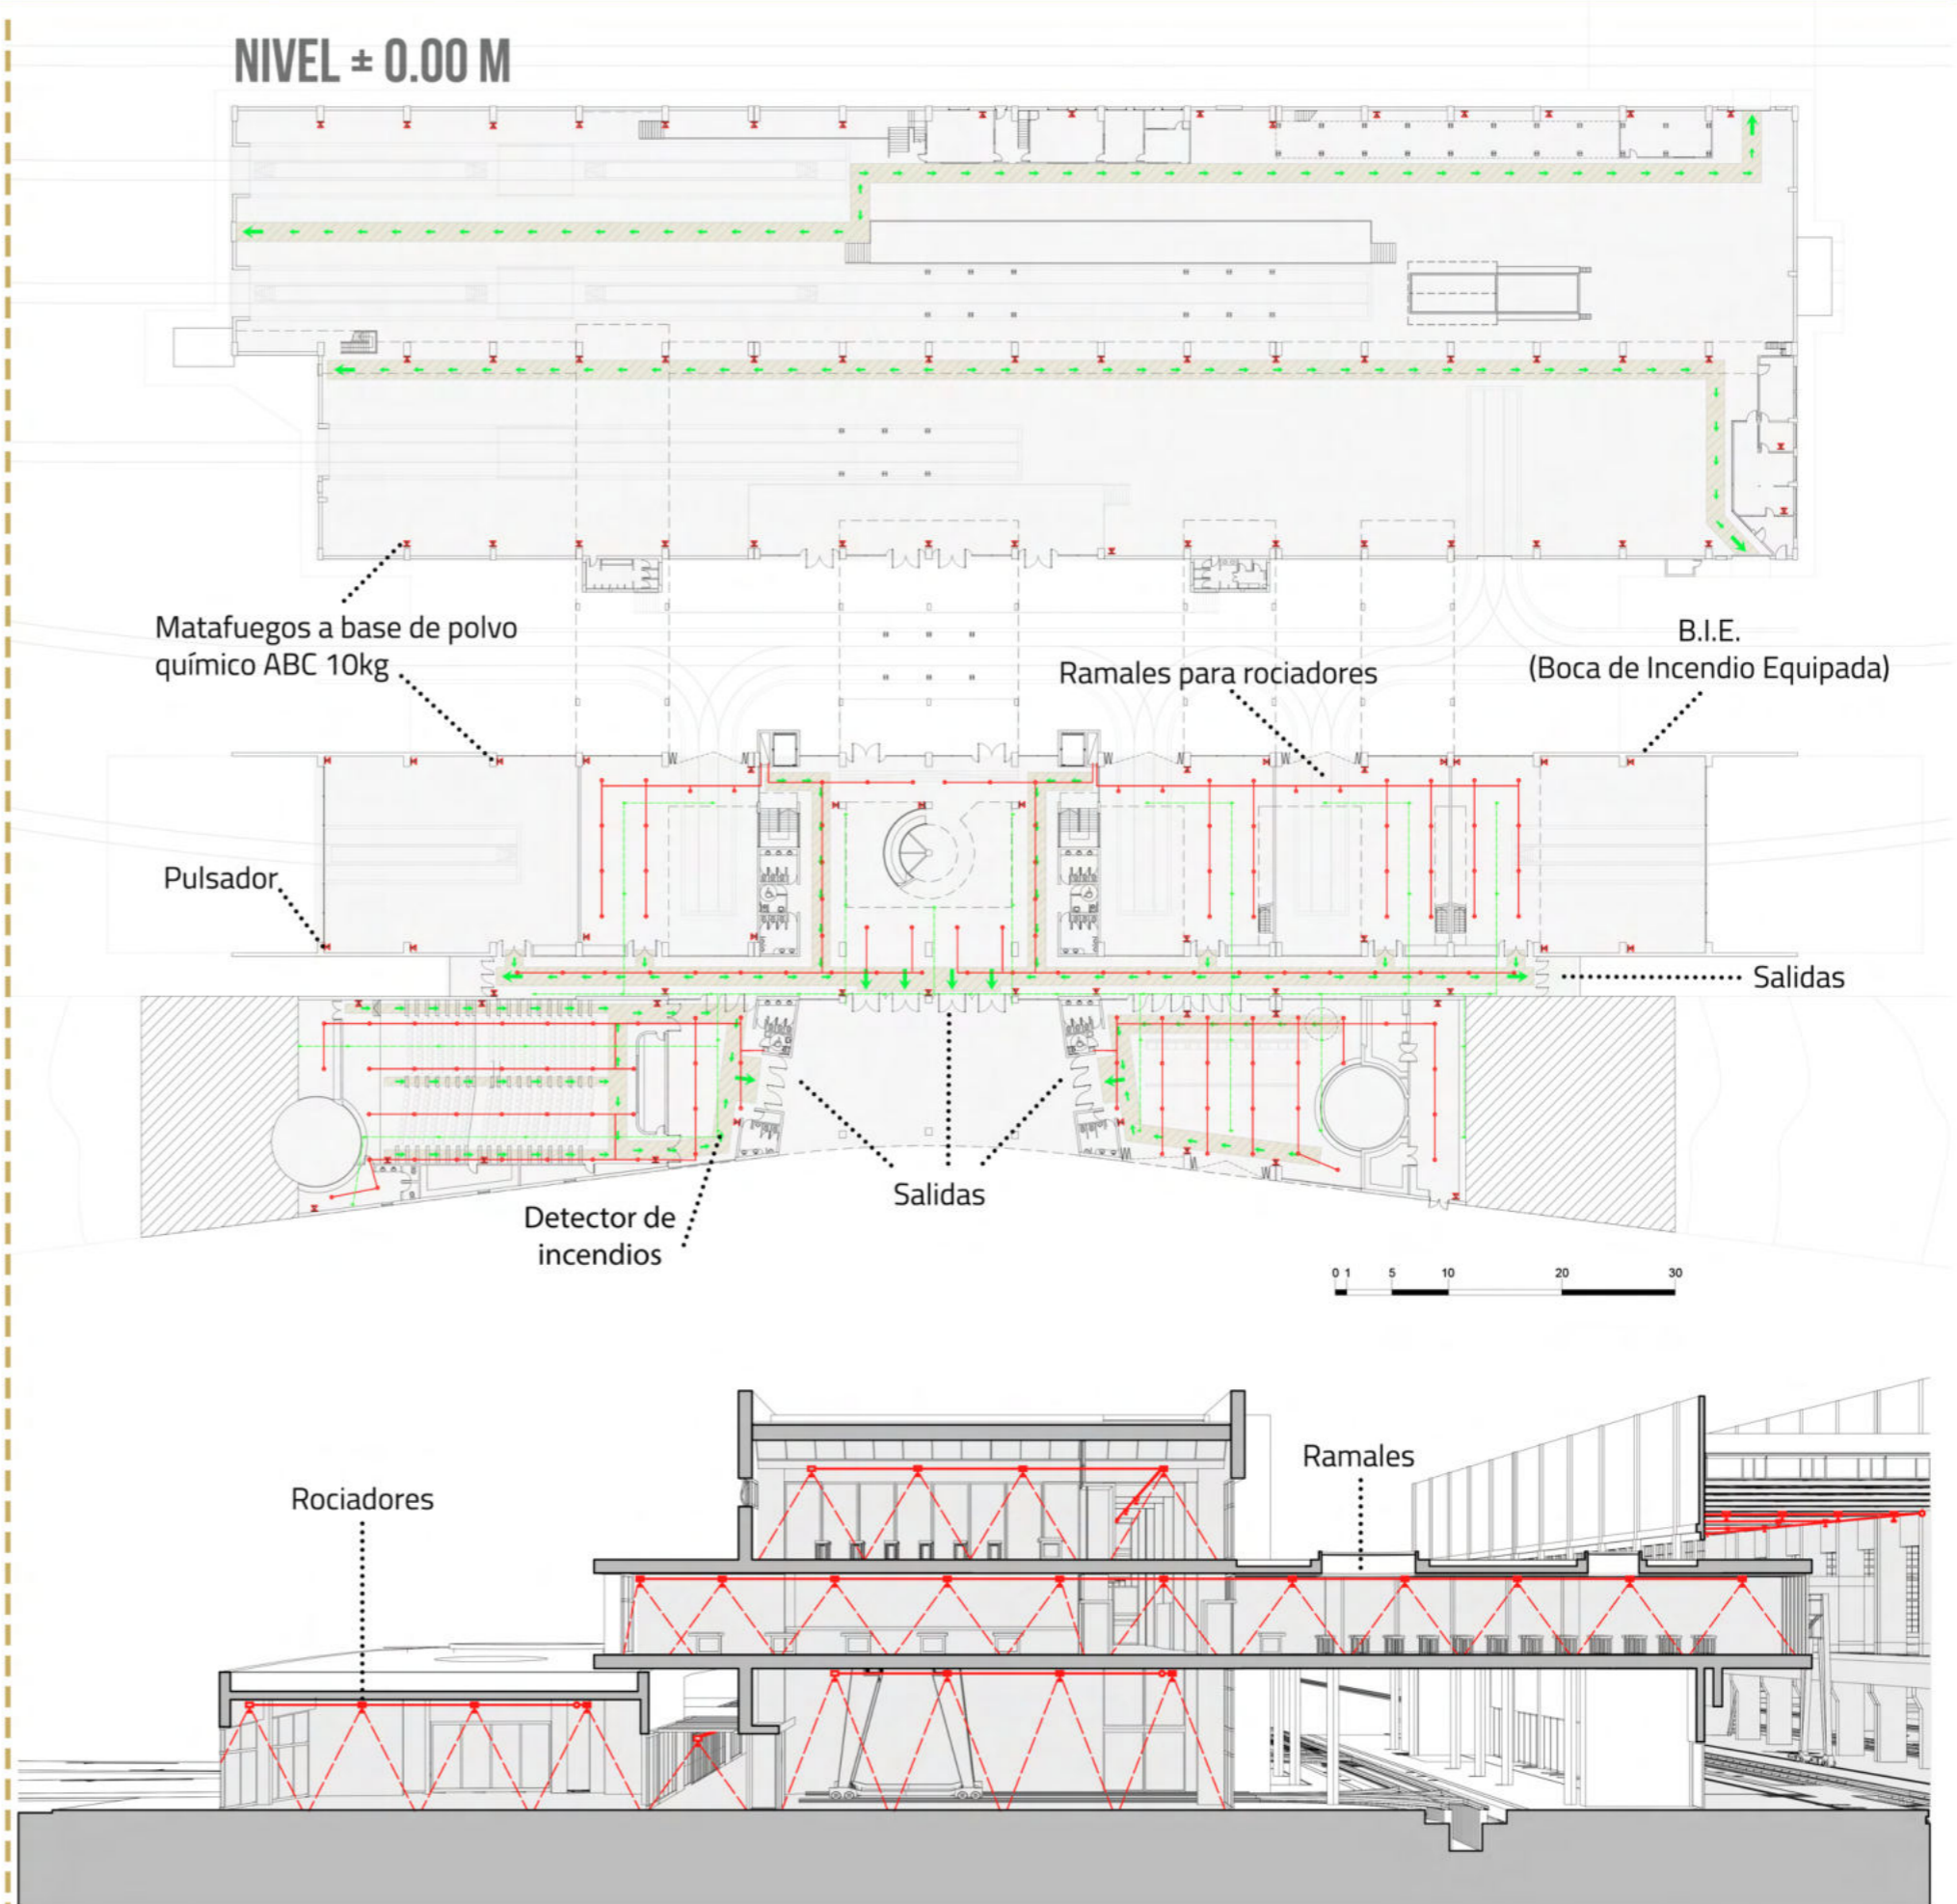 NIVEL ± 0.00 M
Matafuegos a base de polvo
químico ABC 10kg
Ramales para rociadores
B.I.E.
(Boca de Incendio Equipada)
Pulsador
Salidas
Salidas
Detector de
incendios
0 1 5 10 20 30
Rociadores
Ramales